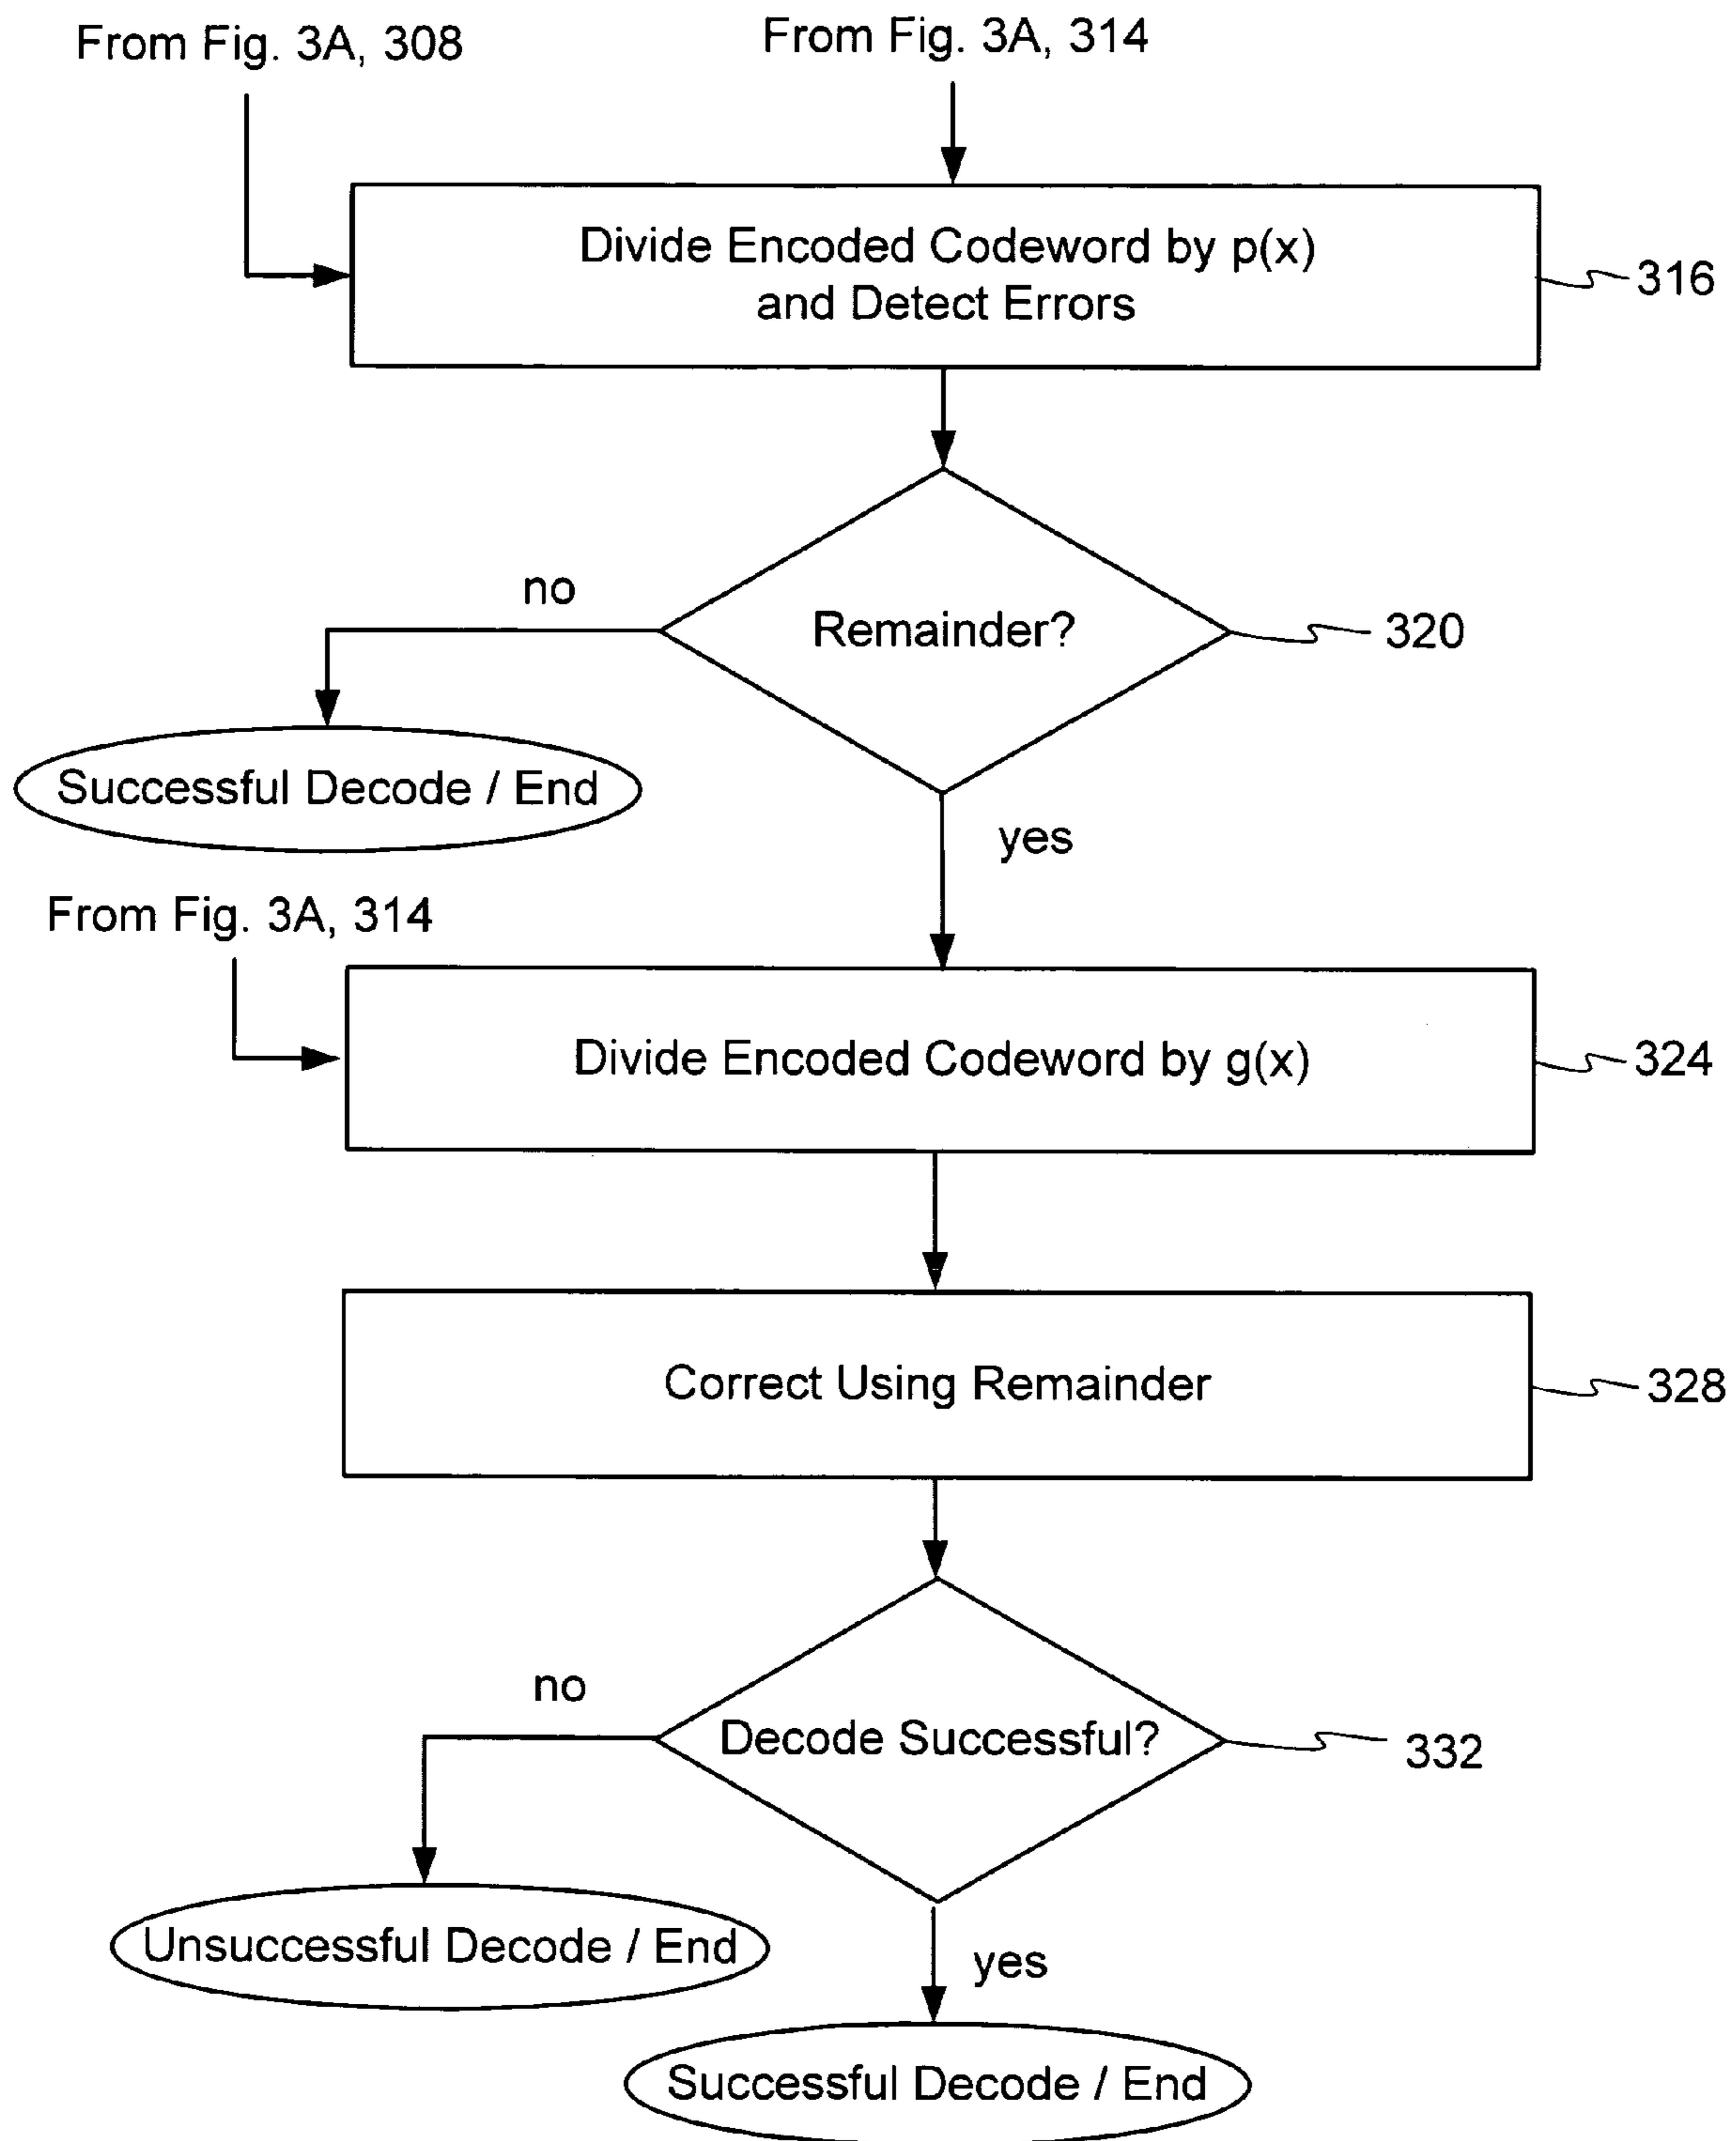 From Fig. 3A, 308
From Fig. 3A, 314
Divide Encoded Codeword by p(x)
and Detect Errors
316
no
Remainder?
320
Successful Decode / End
yes
From Fig. 3A, 314
Divide Encoded Codeword by g(x)
324
Correct Using Remainder
328
no
Decode Successful?
332
Unsuccessful Decode / End
yes
Successful Decode / End